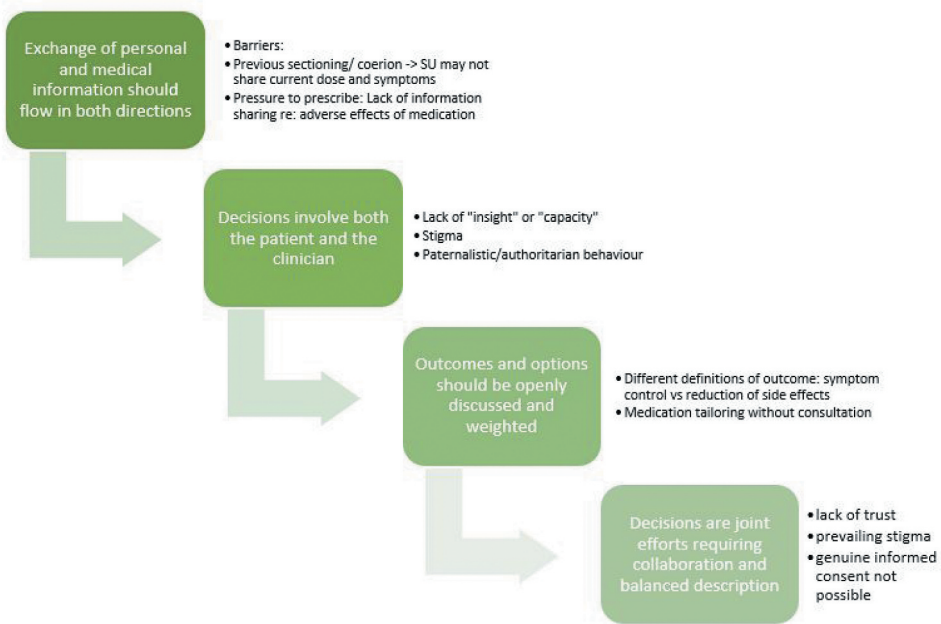 Exchange of personal
and medical
information should
flow in both directions
• Barriers:
• Previous sectioning/ coerion -> SU may not
share current dose and symptoms
• Pressure to prescribe: Lack of information
sharing re: adverse effects of medication
Decisions involve both
the patient and the
clinician
• Lack of "insight" or "capacity"
• Stigma
• Paternalistic/authoritarian behaviour
Outcomes and options
should be openly
discussed and
weighted
• Different definitions of outcome: symptom
control vs reduction of side effects
• Medication tailoring without consultation
Decisions are joint
efforts requiring
collaboration and
balanced description
• lack of trust
• prevailing stigma
• genuine informed
consent not
possible